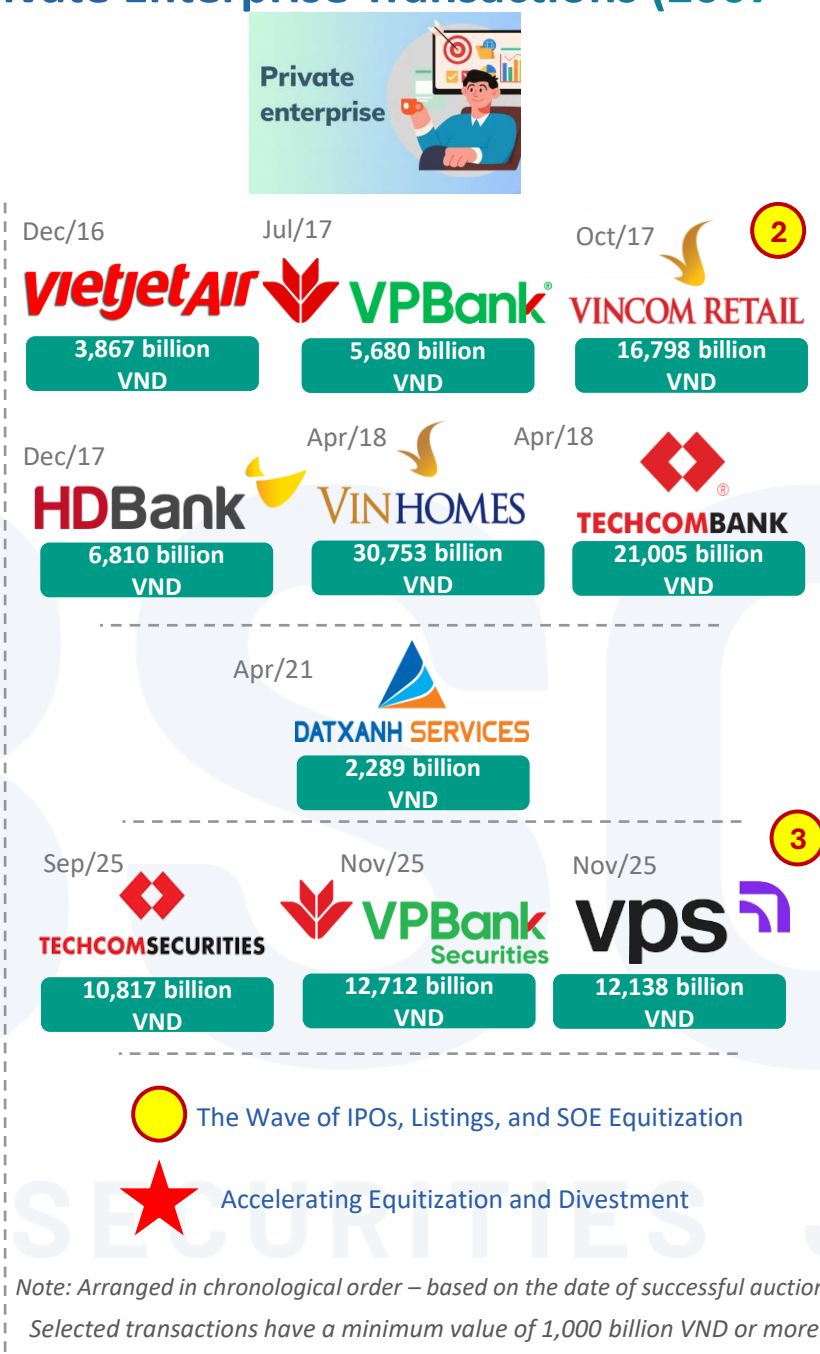 Private
enterprise
Dec/16
Jul/17
Oct/17
2
vietjet Air
VPBank®
VINCOM RETAIL
3,867 billion
VND
5,680 billion
VND
16,798 billion
VND
Dec/17
Apr/18
Apr/18
HDBank
VINHOMES
®
TECHCOMBANK
6,810 billion
VND
30,753 billion
VND
21,005 billion
VND
Apr/21
DATXANH SERVICES
2,289 billion
VND
3
Sep/25
Nov/25
Nov/25
TECHCOMSECURITIES
VPBank
Securities
vps
10,817 billion
VND
12,712 billion
VND
12,138 billion
VND
The Wave of IPOs, Listings, and SOE Equitization
Accelerating Equitization and Divestment
SECURITIES
Note: Arranged in chronological order – based on the date of successful auction
Selected transactions have a minimum value of 1,000 billion VND or more